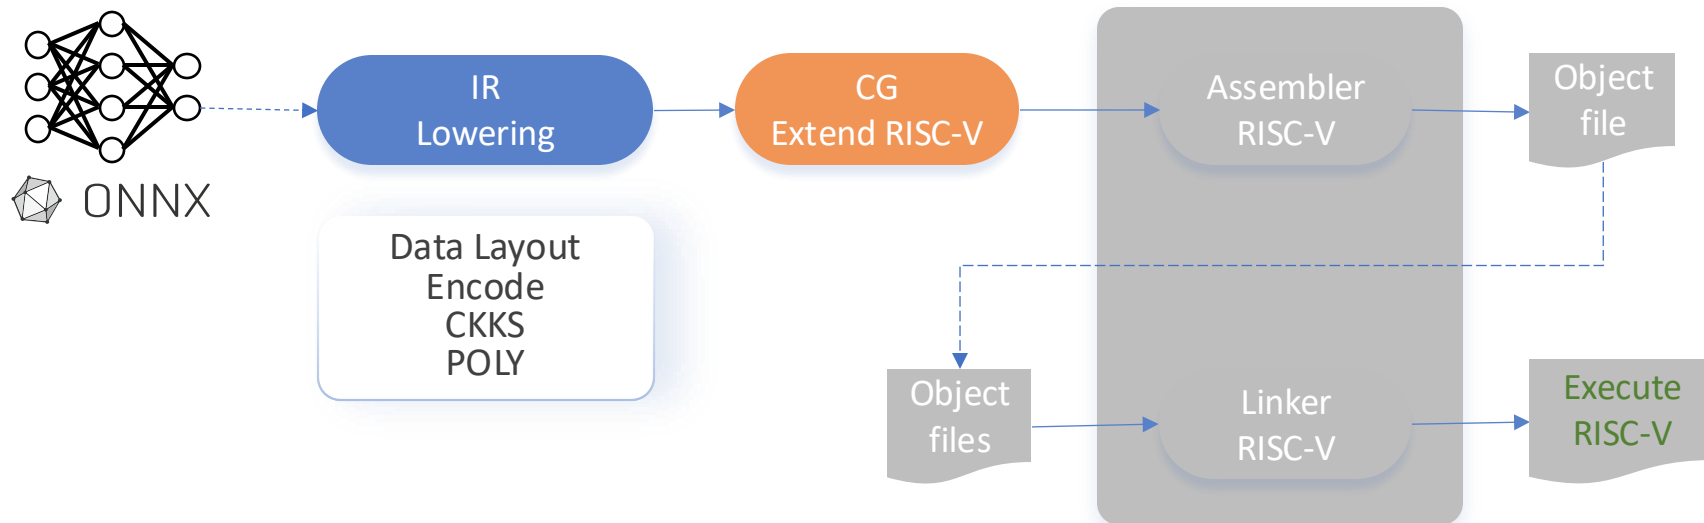 ONNX
IR
Lowering
Data Layout
Encode
CKKS
POLY
CG
Extend RISC-V
Assembler
RISC-V
Object
file
Object
files
Linker
RISC-V
Execute
RISC-V